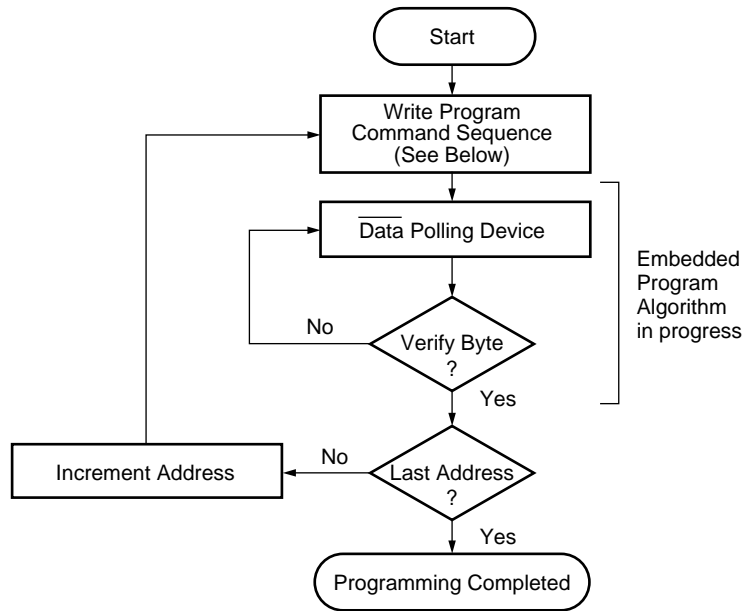 Start
Write Program
Command Sequence
(See Below)
Data Polling Device
Embedded
Program
Algorithm
in progress
No
Verify Byte
?
Yes
Increment Address
No
Last Address
?
Yes
Programming Completed